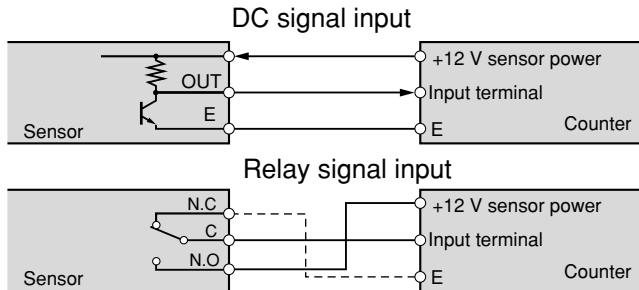 DC signal input
+12 V sensor power
OUT
Input terminal
E
E
Sensor
Counter
Relay signal input
N.C
+12 V sensor power
C
Input terminal
N.O
E
Sensor
Counter